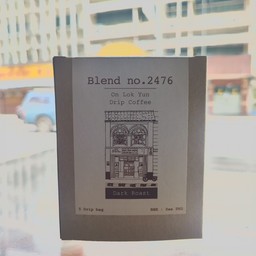 Blend no.2476
On Lok Yun
Drip Coffee
Dark Roast